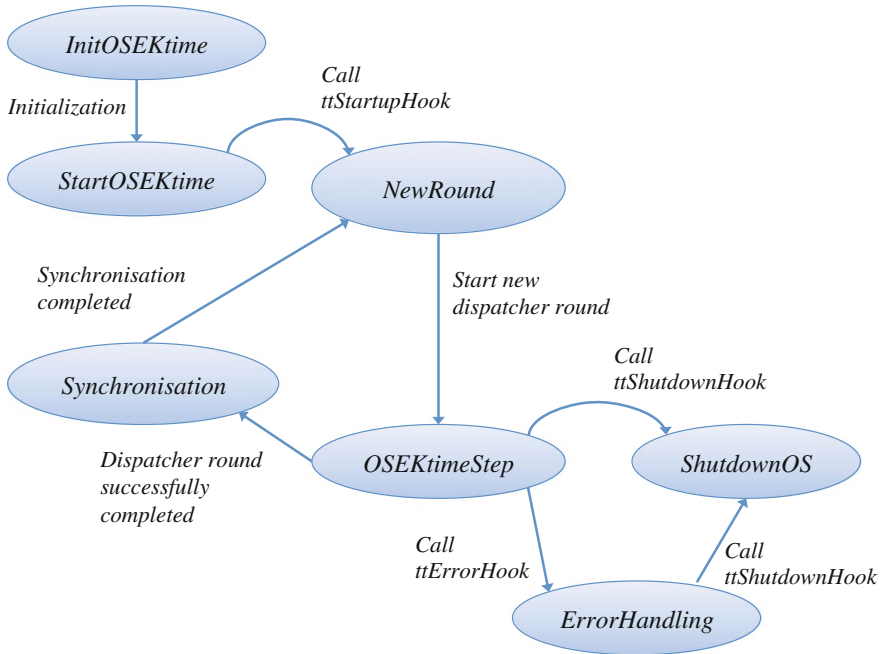 InitOSEKtime
Initialization
Call
ttStartupHook
StartOSEKtime
NewRound
Synchronisation
completed
Start new
dispatcher round
Synchronisation
Call
ttShutdownHook
Dispatcher round
successfully
completed
OSEKtimeStep
ShutdownOS
Call
ttErrorHook
Call
ttShutdownHook
ErrorHandling